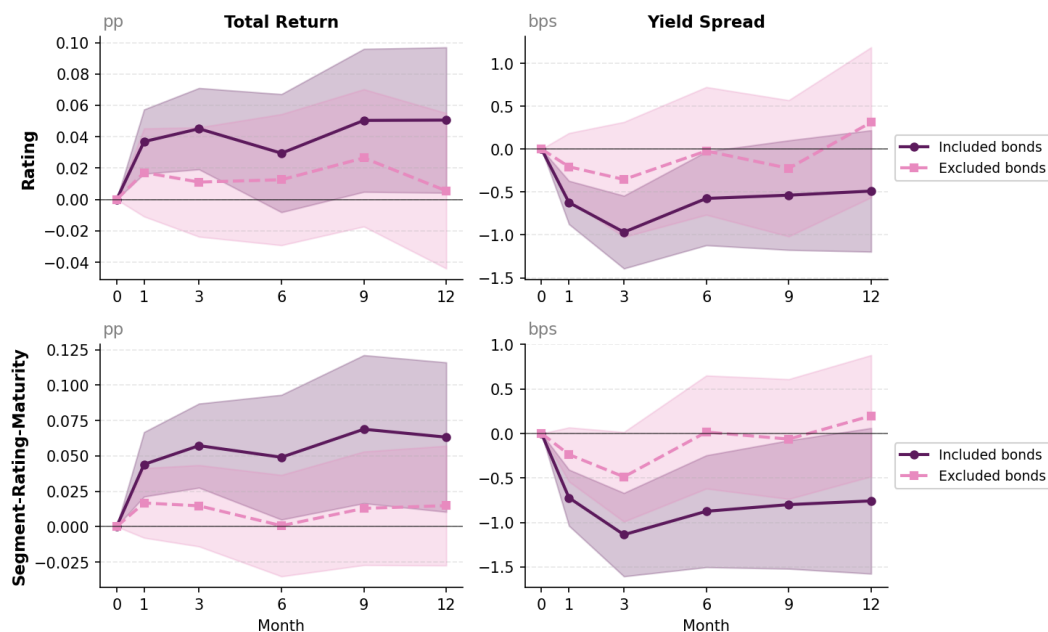 Total Return
Yield Spread
pp
bps
Rating
0.10
0.08
0.06
0.04
0.02
0.00
−0.02
−0.04
0 1 3 6 9 12
1.0
0.5
0.0
−0.5
−1.0
−1.5
0 1 3 6 9 12
Included bonds
Excluded bonds
pp
bps
Segment-Rating-Maturity
0.125
0.100
0.075
0.050
0.025
0.000
−0.025
0 1 3 6 9 12
Month
1.0
0.5
0.0
−0.5
−1.0
−1.5
0 1 3 6 9 12
Month
Included bonds
Excluded bonds